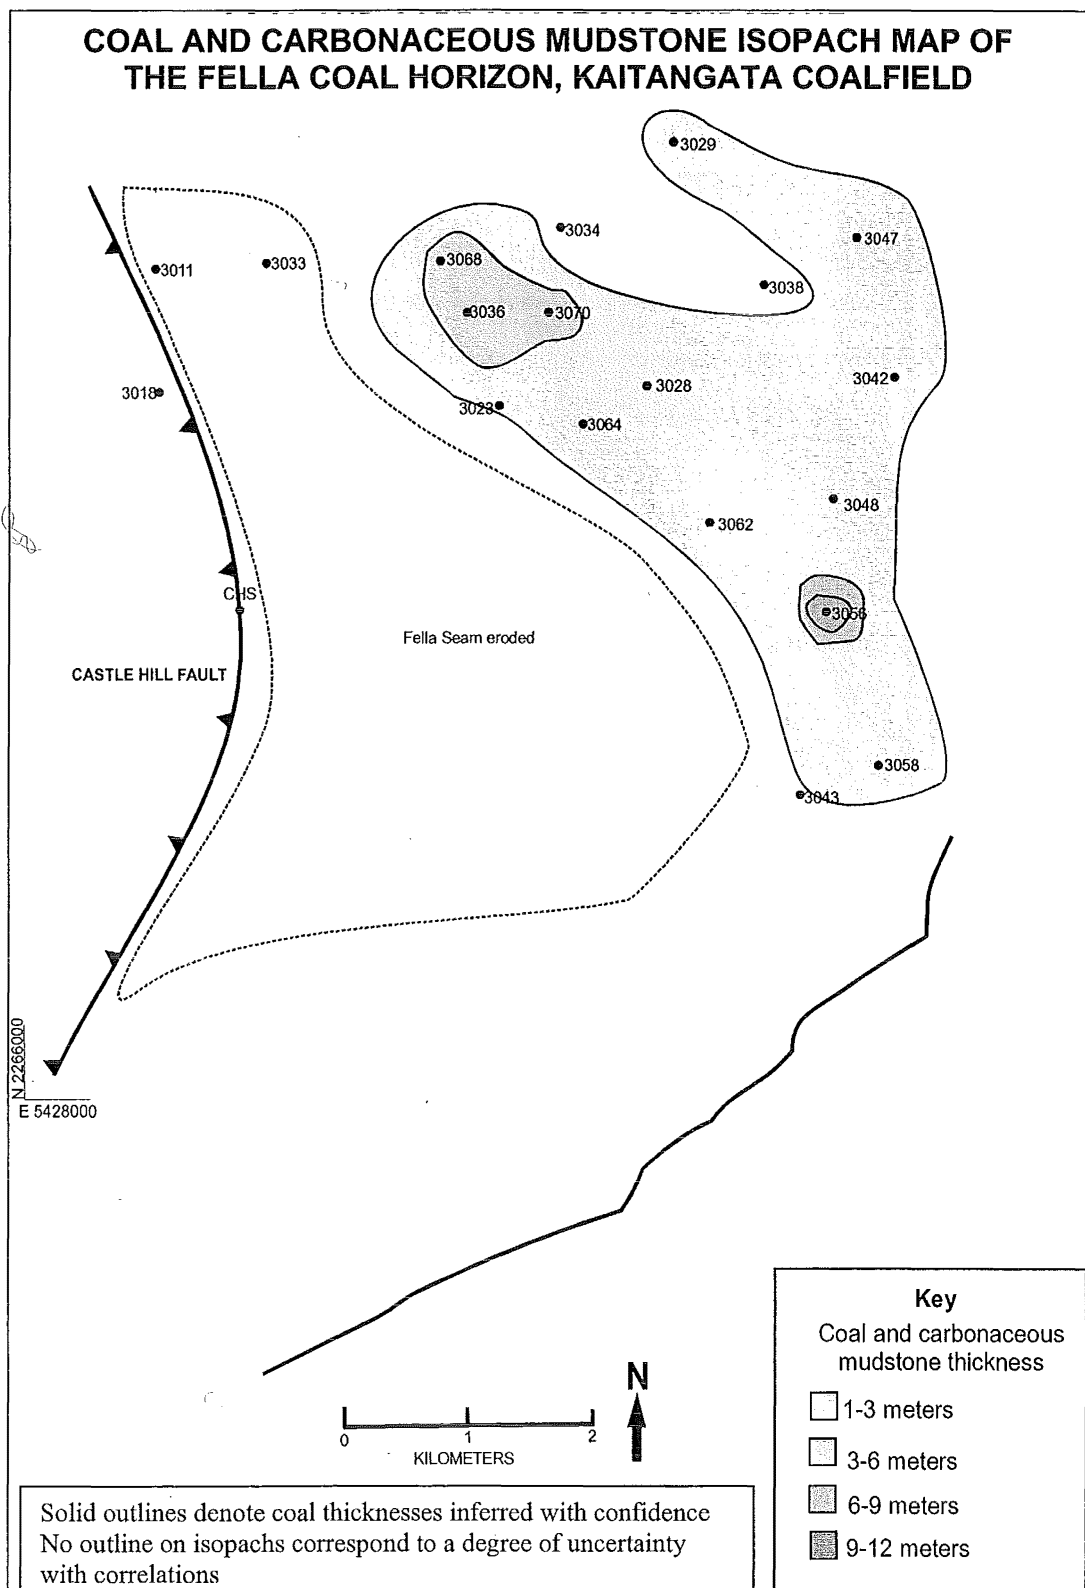 COAL AND CARBONACEOUS MUDSTONE ISOPACH MAP OF
THE FELLA COAL HORIZON, KAITANGATA COALFIELD
3029
3034
3047
3011
3033
3068
3038
3036
3070
3042
3018
3028
3023
3064
3048
3062
CHS
3056
Fella Seam eroded
CASTLE HILL FAULT
3058
3043
N 2266000
E 5428000
N
0 1 2
KILOMETERS
Key
Coal and carbonaceous
mudstone thickness
1-3 meters
3-6 meters
6-9 meters
9-12 meters
Solid outlines denote coal thicknesses inferred with confidence
No outline on isopachs correspond to a degree of uncertainty
with correlations